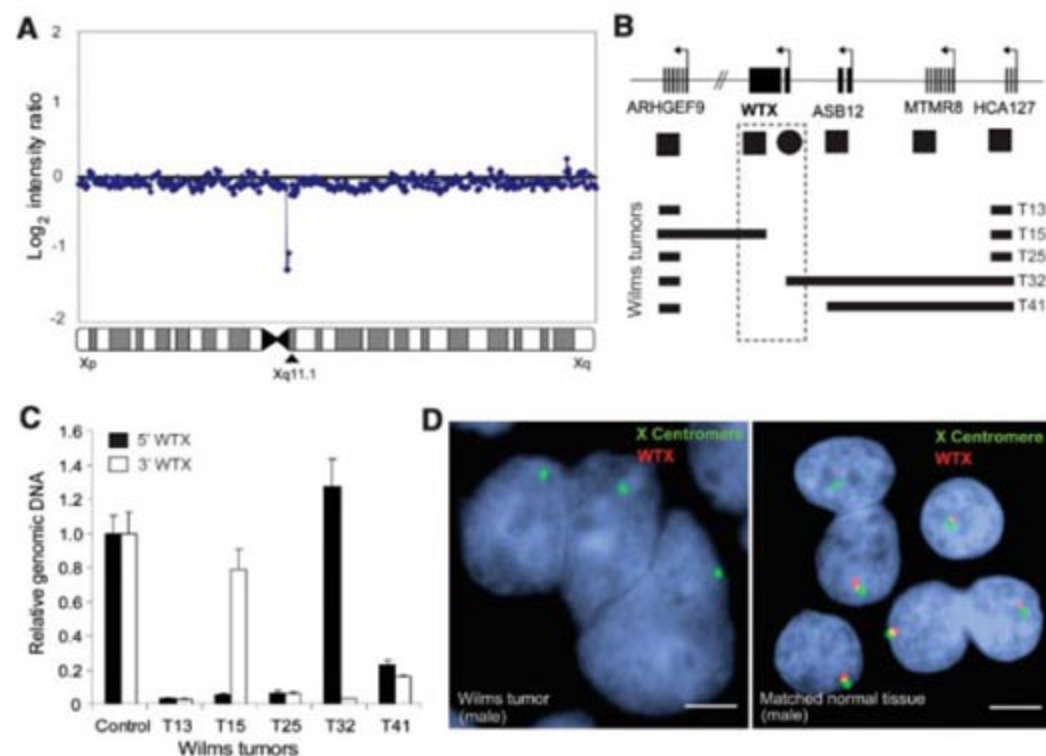 A
2
1
0
-1
-2
Log2 intensity ratio
Xp
Xq11.1
Xq
B
ARHGEF9
WTX
ASB12
MTMR8
HCA127
Wilms tumors
T13
T15
T25
T32
T41
C
5' WTX
3' WTX
1.6
1.4
1.2
1.0
0.8
0.6
0.4
0.2
0
Relative genomic DNA
Control T13 T15 T25 T32 T41
Wilms tumors
D
X Centromere
WTX
Wilms tumor
(male)
X Centromere
WTX
Matched normal tissue
(male)